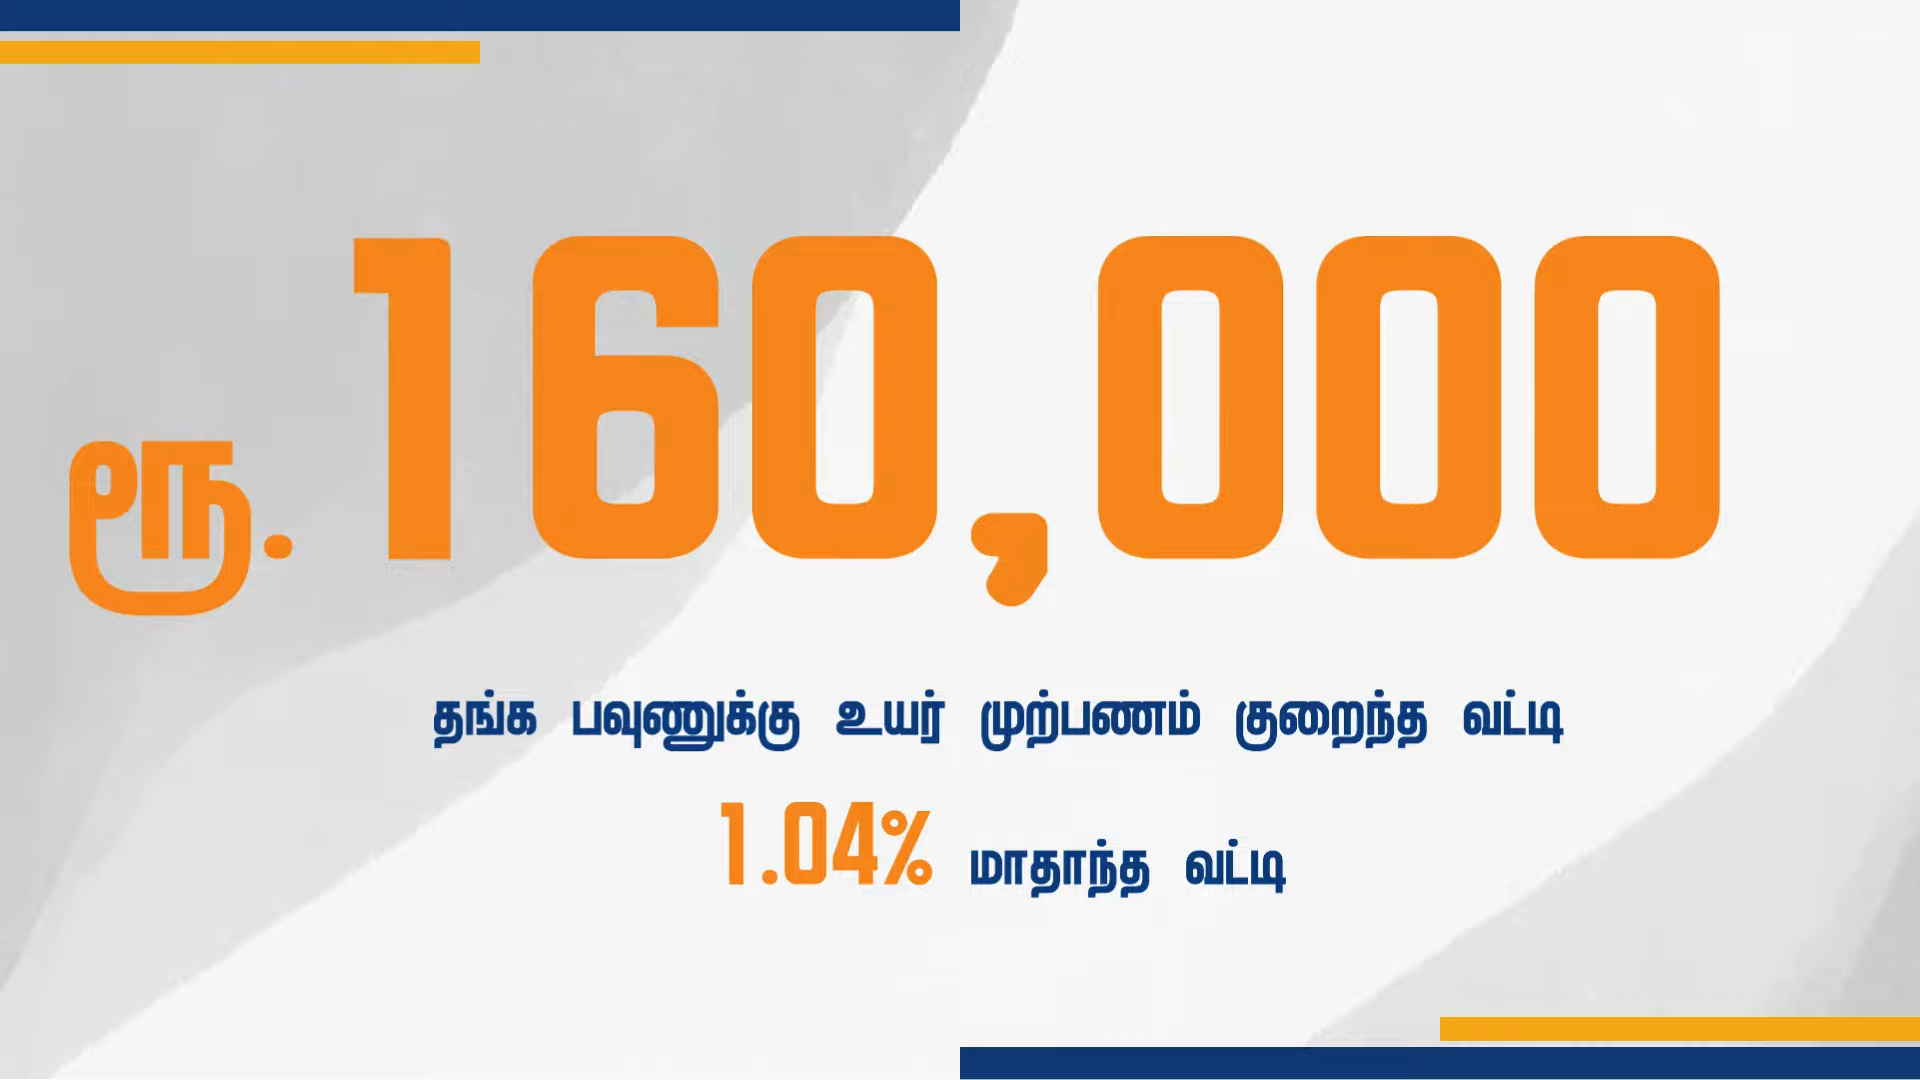 ரூ. 160,000
தங்க பவுணுக்கு உயர் முற்பணம் குறைந்த வட்டி
1.04% மாதாந்த வட்டி